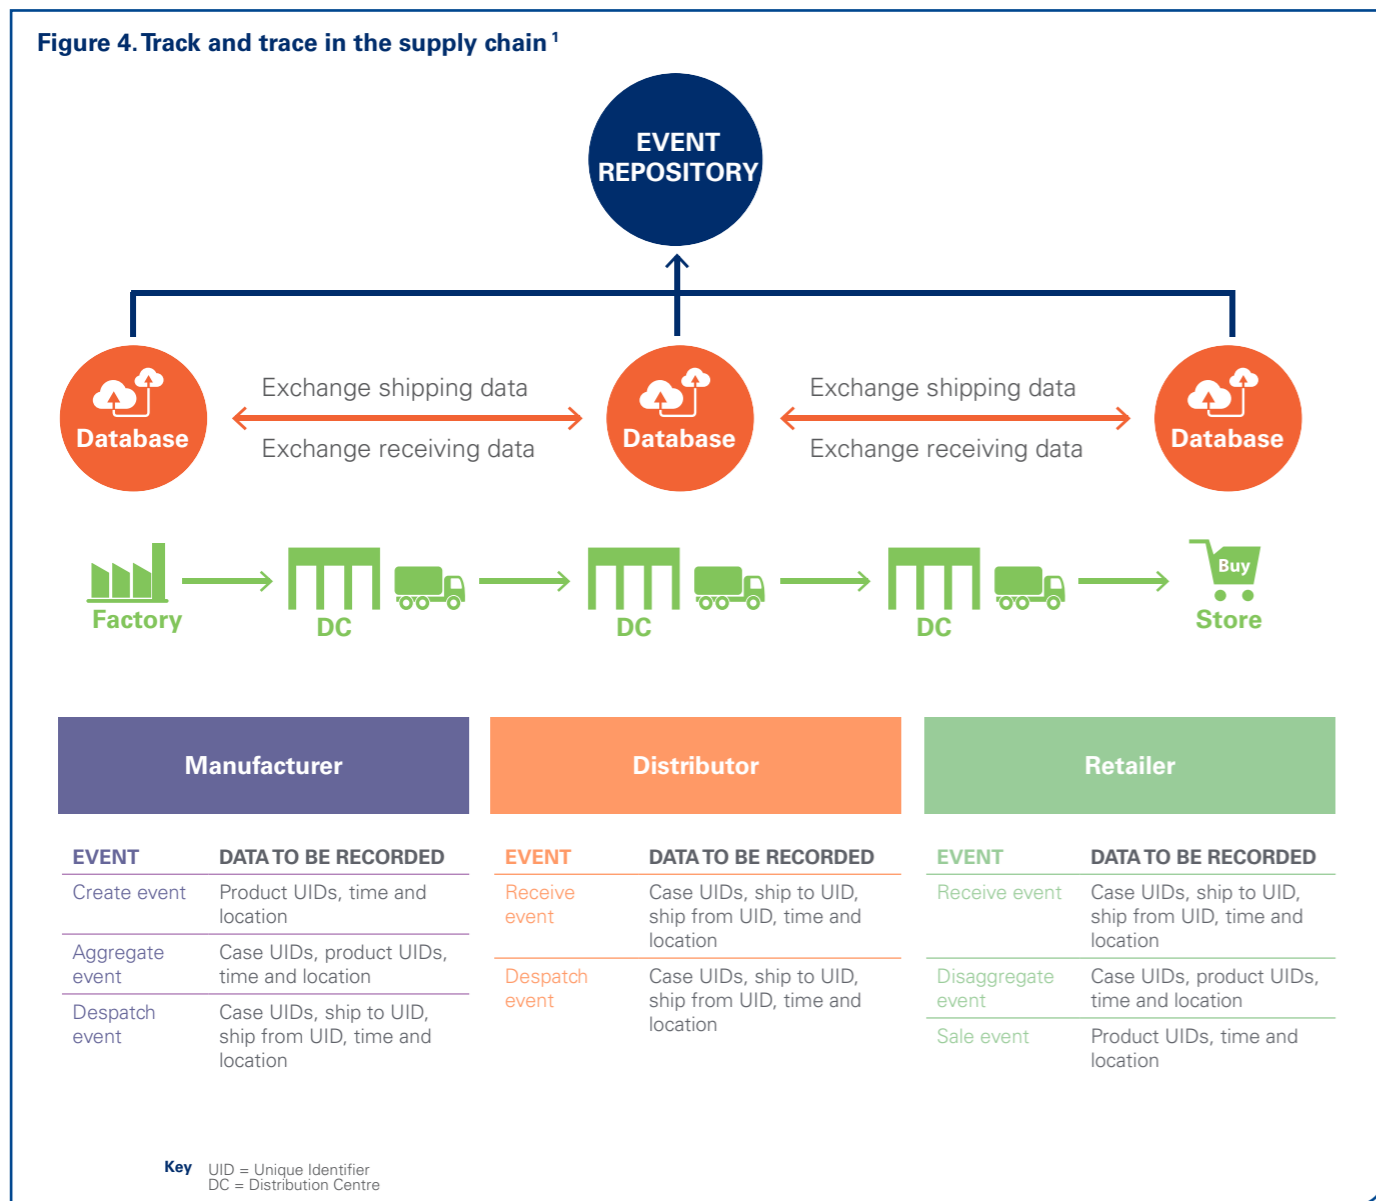 Figure 4. Track and trace in the supply chain 1
EVENT
REPOSITORY
Database
Exchange shipping data
Exchange receiving data
Database
Exchange shipping data
Exchange receiving data
Database
Factory
DC
DC
DC
Buy
Store
Manufacturer
EVENT DATA TO BE RECORDED
Create event Product UIDs, time and
location
Aggregate Case UIDs, product UIDs,
event time and location
Despatch Case UIDs, ship to UID,
event ship from UID, time and
location
Distributor
EVENT DATA TO BE RECORDED
Receive Case UIDs, ship to UID,
event ship from UID, time and
location
Despatch Case UIDs, ship to UID,
event ship from UID, time and
location
Retailer
EVENT DATA TO BE RECORDED
Receive event Case UIDs, ship to UID,
ship from UID, time and
location
Disaggregate Case UIDs, product UIDs,
event time and location
Sale event Product UIDs, time and
location
Key UID = Unique Identifier
DC = Distribution Centre